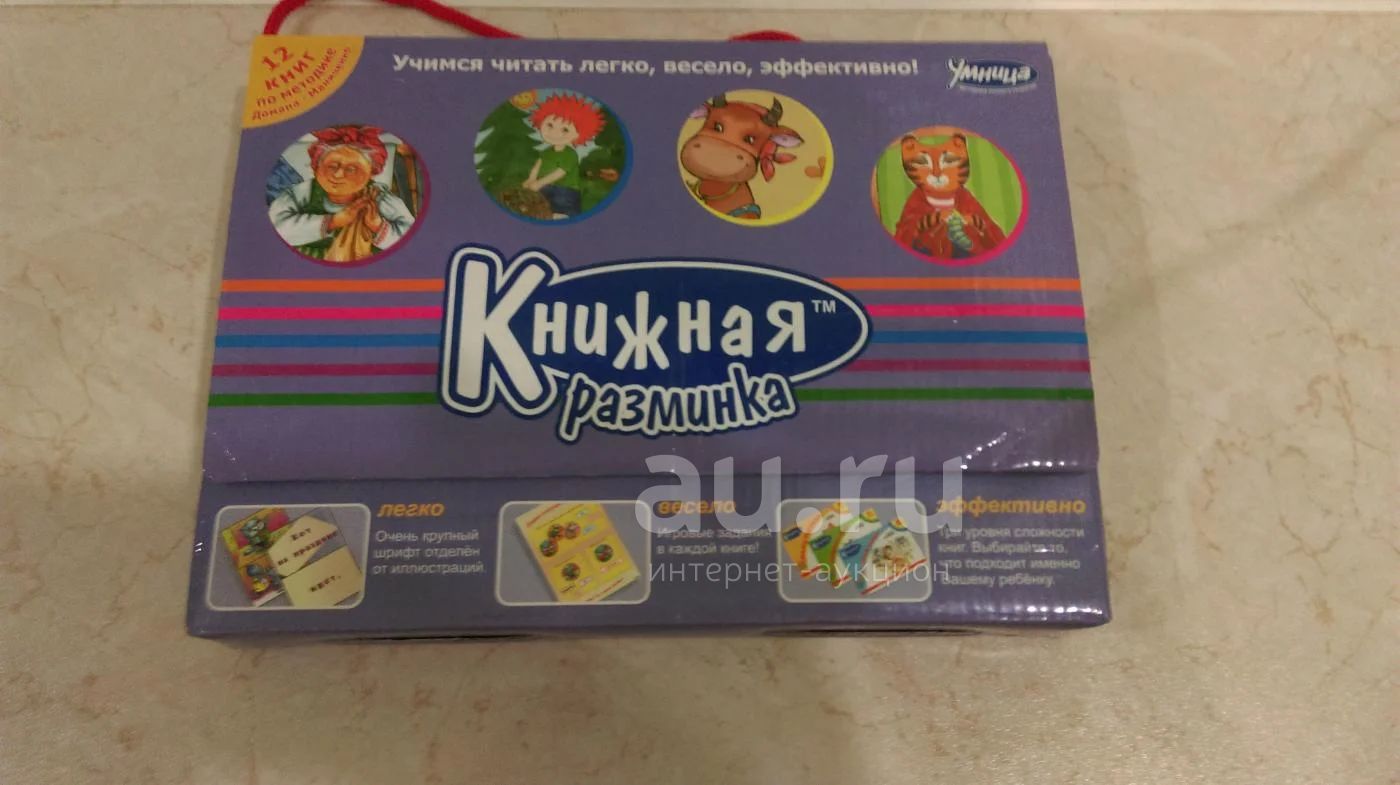 12
КНИГ
по методике
Домана - Маниченко
Учимся читать легко, весело, эффективно!
Умница
Книжная™
разминка
легко
Очень крупный
шрифт отделён
от иллюстраций.
весело
Игровые задания
в каждой книге!
эффективно
Три уровня сложности
книг. Выбирайте то,
что подходит именно
Вашему ребёнку.
au.ru
интернет-аукцион